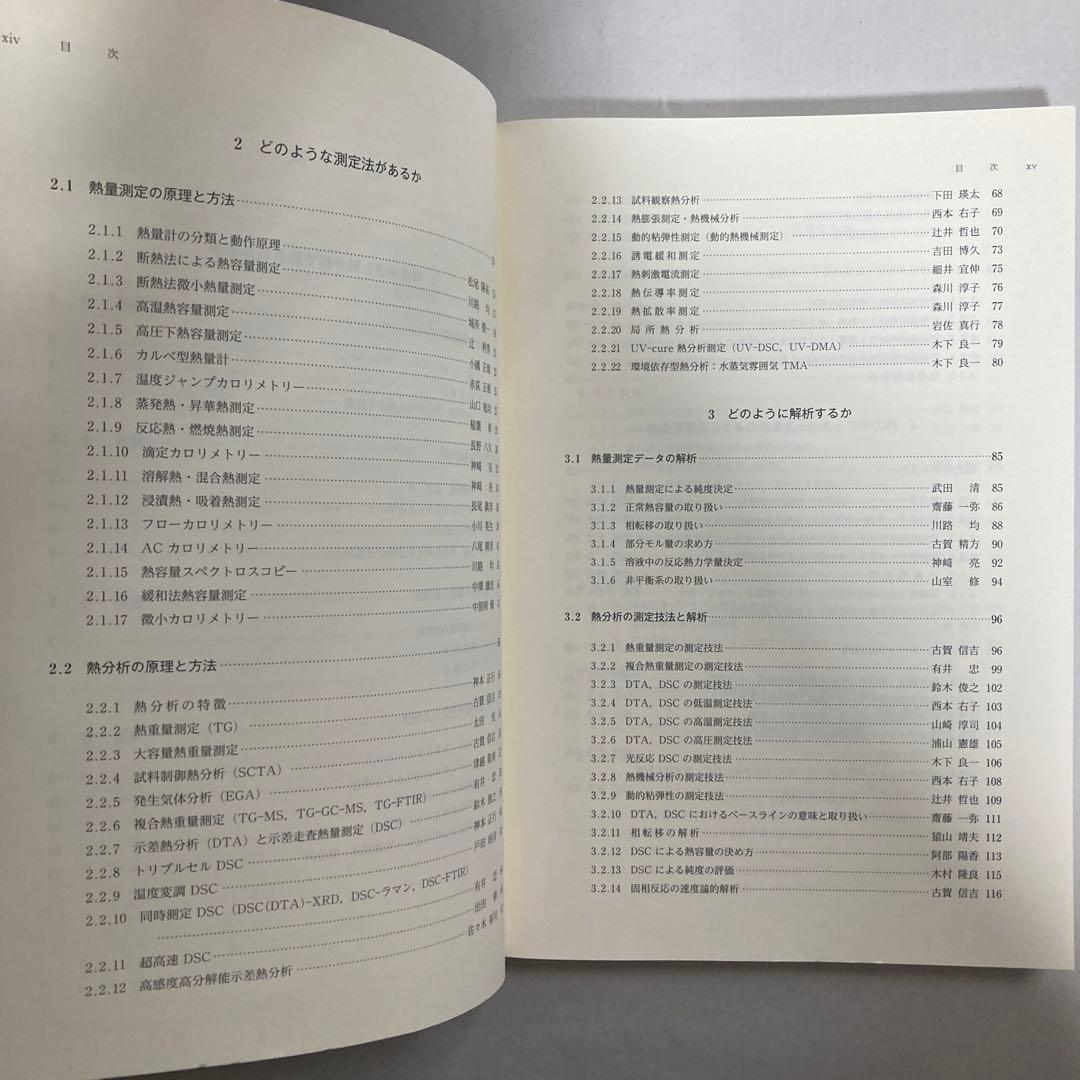 xiv 目 次
2 どのような測定法があるか
2.1 熱量測定の原理と方法
2.1.1 熱量計の分類と動作原理
2.1.2 断熱法による熱容量測定
2.1.3 断熱法微小熱量測定 川路 均
2.1.4 高温熱容量測定
2.1.5 高圧下熱容量測定
2.1.6 カルベ型熱量計
2.1.7 温度ジャンプカロリメトリー
2.1.8 蒸発熱・昇華熱測定
2.1.9 反応熱・燃焼熱測定
2.1.10 滴定カロリメトリー
2.1.11 溶解熱・混合熱測定 神崎 亮
2.1.12 浸漬熱・吸着熱測定
2.1.13 フローカロリメトリー
2.1.14 AC カロリメトリー
2.1.15 熱容量スペクトロスコピー 川路 均
2.1.16 緩和法熱容量測定
2.1.17 微小カロリメトリー
2.2 熱分析の原理と方法
2.2.1 熱分析の特徴
2.2.2 熱重量測定（TG） 古賀 信吉
2.2.3 大容量熱重量測定
2.2.4 試料制御熱分析（SCTA） 古賀 信吉
2.2.5 発生気体分析（EGA）
2.2.6 複合熱重量測定（TG-MS，TG-GC-MS，TG-FTIR） 有井 忠
2.2.7 示差熱分析（DTA）と示差走査熱量測定（DSC）
2.2.8 トリプルセル DSC
2.2.9 温度変調 DSC
2.2.10 同時測定 DSC（DSC(DTA)-XRD，DSC-ラマン，DSC-FTIR）
有井 忠
2.2.11 超高速 DSC
2.2.12 高感度高分解能示差熱分析
目 次 xv
2.2.13 試料観察熱分析 下田 瑛太 68
2.2.14 熱膨張測定・熱機械分析 西本 右子 69
2.2.15 動的粘弾性測定（動的熱機械測定） 辻井 哲也 70
2.2.16 誘電緩和測定 吉田 博久 73
2.2.17 熱刺激電流測定 細井 宜伸 75
2.2.18 熱伝導率測定 森川 淳子 76
2.2.19 熱拡散率測定 森川 淳子 77
2.2.20 局所熱分析 岩佐 真行 78
2.2.21 UV-cure 熱分析測定（UV-DSC，UV-DMA） 木下 良一 79
2.2.22 環境依存型熱分析：水蒸気雰囲気 TMA 木下 良一 80
3 どのように解析するか
3.1 熱量測定データの解析 85
3.1.1 熱量測定による純度決定 武田 清 85
3.1.2 正常熱容量の取り扱い 齋藤 一弥 86
3.1.3 相転移の取り扱い 川路 均 88
3.1.4 部分モル量の求め方 古賀 精方 90
3.1.5 溶液中の反応熱力学量決定 神崎 亮 92
3.1.6 非平衡系の取り扱い 山室 修 94
3.2 熱分析の測定技法と解析 96
3.2.1 熱重量測定の測定技法 古賀 信吉 96
3.2.2 複合熱重量測定の測定技法 有井 忠 99
3.2.3 DTA，DSC の測定技法 鈴木 俊之 102
3.2.4 DTA，DSC の低温測定技法 西本 右子 103
3.2.5 DTA，DSC の高温測定技法 山崎 淳司 104
3.2.6 DTA，DSC の高圧測定技法 浦山 憲雄 105
3.2.7 光反応 DSC の測定技法 木下 良一 106
3.2.8 熱機械分析の測定技法 西本 右子 108
3.2.9 動的粘弾性の測定技法 辻井 哲也 109
3.2.10 DTA，DSC におけるベースラインの意味と取り扱い 齋藤 一弥 111
3.2.11 相転移の解析 猿山 靖夫 112
3.2.12 DSC による熱容量の決め方 阿部 陽香 113
3.2.13 DSC による純度の評価 木村 隆良 115
3.2.14 固相反応の速度論的解析 古賀 信吉 116